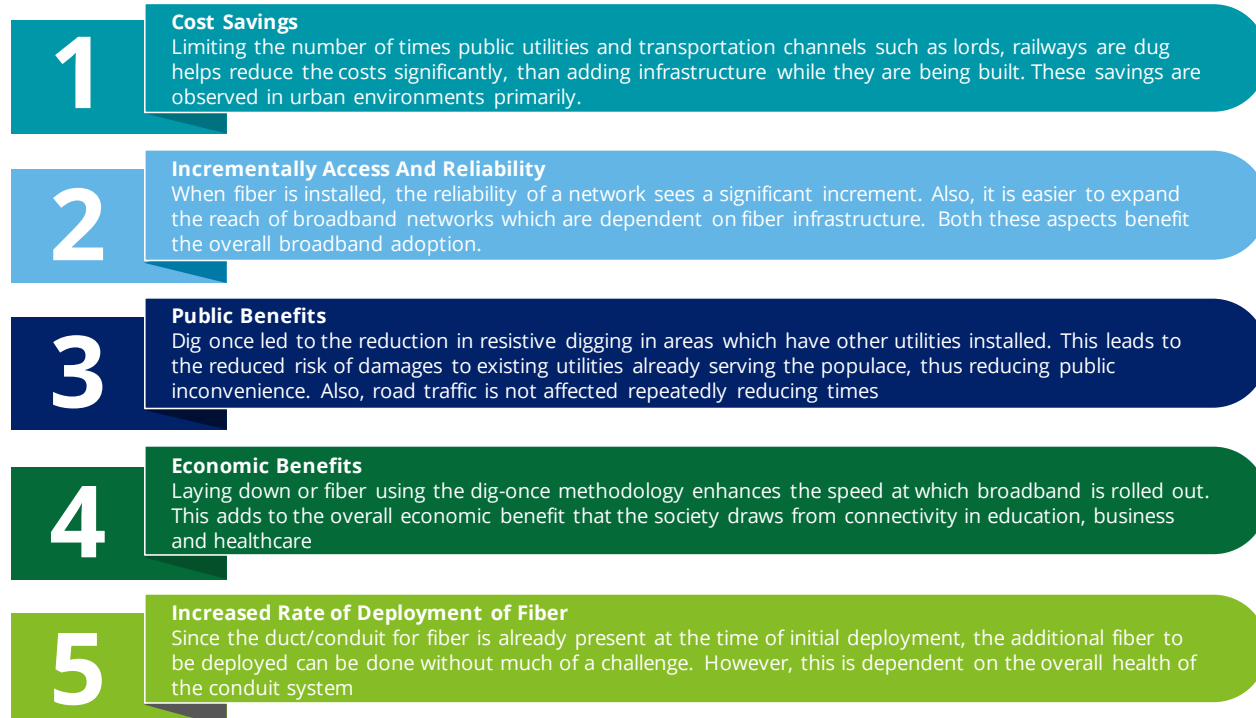 1
Cost Savings
Limiting the number of times public utilities and transportation channels such as lords, railways are dug
helps reduce the costs significantly, than adding infrastructure while they are being built. These savings are
observed in urban environments primarily.
2
Incrementally Access And Reliability
When fiber is installed, the reliability of a network sees a significant increment. Also, it is easier to expand
the reach of broadband networks which are dependent on fiber infrastructure. Both these aspects benefit
the overall broadband adoption.
3
Public Benefits
Dig once led to the reduction in resistive digging in areas which have other utilities installed. This leads to
the reduced risk of damages to existing utilities already serving the populace, thus reducing public
inconvenience. Also, road traffic is not affected repeatedly reducing times
4
Economic Benefits
Laying down or fiber using the dig-once methodology enhances the speed at which broadband is rolled out.
This adds to the overall economic benefit that the society draws from connectivity in education, business
and healthcare
5
Increased Rate of Deployment of Fiber
Since the duct/conduit for fiber is already present at the time of initial deployment, the additional fiber to
be deployed can be done without much of a challenge. However, this is dependent on the overall health of
the conduit system